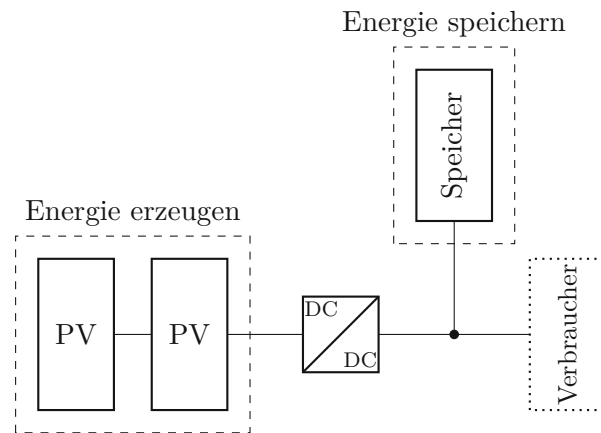 Energie speichern
Speicher
Energie erzeugen
PV
PV
DC
DC
Verbraucher